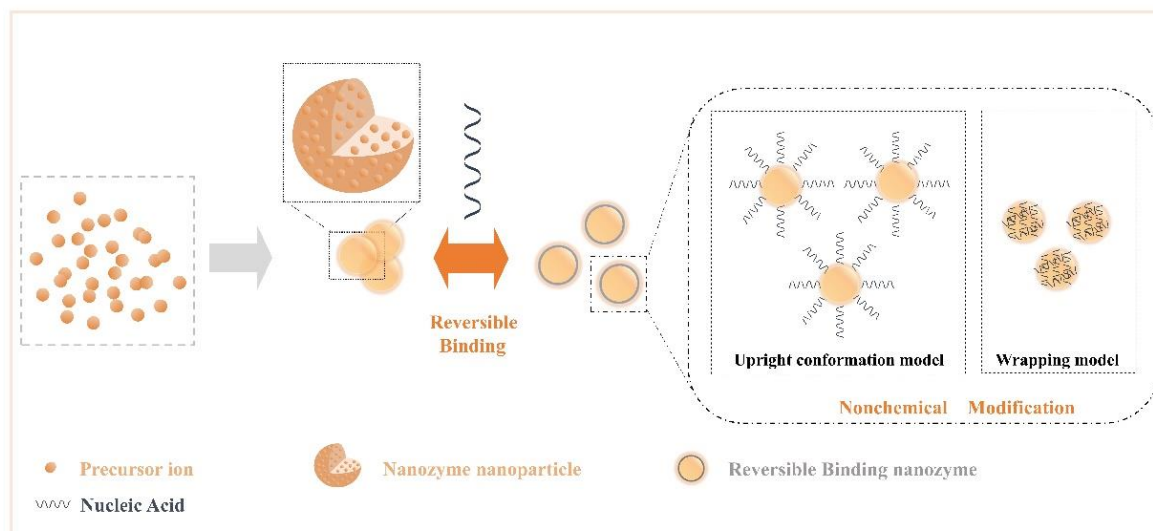 Reversible
Binding
Upright conformation model
Wrapping model
Nonchemical Modification
Precursor ion
Nanozyme nanoparticle
Reversible Binding nanozyme
Nucleic Acid